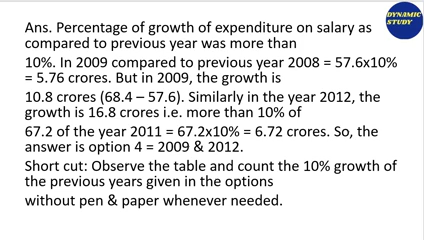 DYNAMIC
STUDY
Ans. Percentage of growth of expenditure on salary as
compared to previous year was more than
10%. In 2009 compared to previous year 2008 = 57.6x10%
= 5.76 crores. But in 2009, the growth is
10.8 crores (68.4 – 57.6). Similarly in the year 2012, the
growth is 16.8 crores i.e. more than 10% of
67.2 of the year 2011 = 67.2x10% = 6.72 crores. So, the
answer is option 4 = 2009 & 2012.
Short cut: Observe the table and count the 10% growth of
the previous years given in the options
without pen & paper whenever needed.